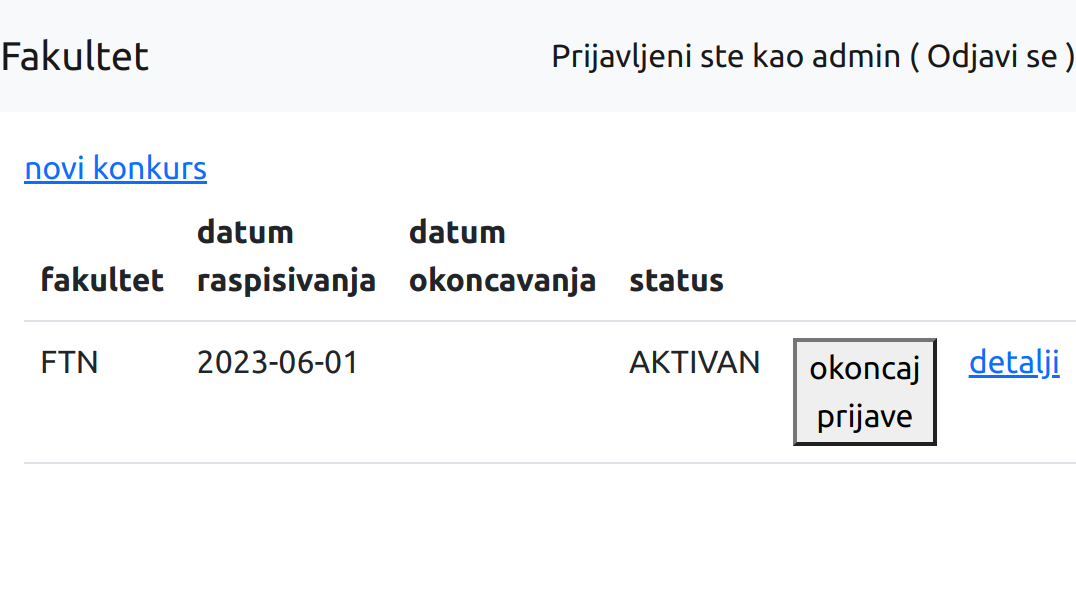 Fakultet Prijavljeni ste kao admin ( Odjavi se )
novi konkurs
fakultet datum raspisivanja datum okoncavanja status
FTN 2023-06-01 AKTIVAN okoncaj prijave detalji